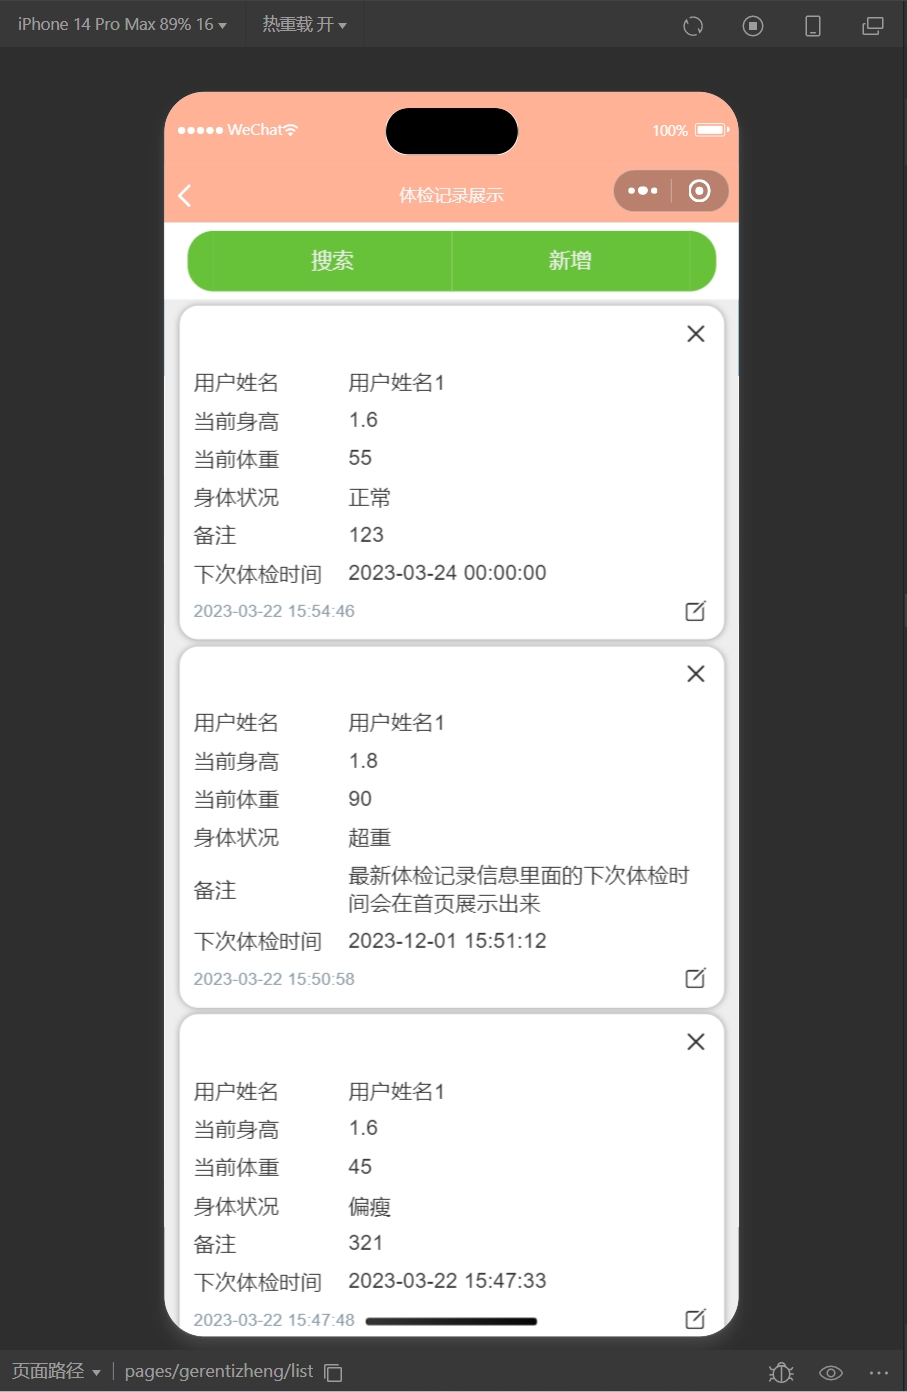 iPhone 14 Pro Max 89% 16 热重载 开
WeChat 100%
体检记录展示
搜索 新增
用户姓名 用户姓名1
当前身高 1.6
当前体重 55
身体状况 正常
备注 123
下次体检时间 2023-03-24 00:00:00
2023-03-22 15:54:46
用户姓名 用户姓名1
当前身高 1.8
当前体重 90
身体状况 超重
备注 最新体检记录信息里面的下次体检时
间会在首页展示出来
下次体检时间 2023-12-01 15:51:12
2023-03-22 15:50:58
用户姓名 用户姓名1
当前身高 1.6
当前体重 45
身体状况 偏瘦
备注 321
下次体检时间 2023-03-22 15:47:33
2023-03-22 15:47:48
页面路径 pages/gerentizheng/list